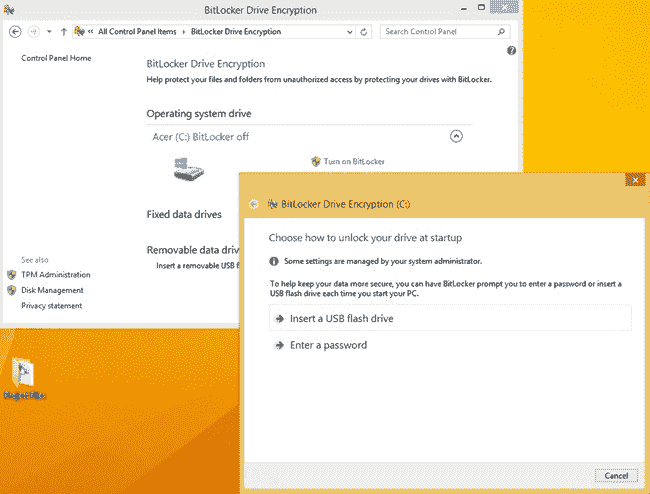 BitLocker Drive Encryption
« All Control Panel Items ▸ BitLocker Drive Encryption
Search Control Panel
Control Panel Home
BitLocker Drive Encryption
Help protect your files and folders from unauthorized access by protecting your drives with BitLocker.
Operating system drive
Acer (C:) BitLocker off
Turn on BitLocker
Fixed data drives
Removable data driv
Insert a removable USB f
See also
TPM Administration
Disk Management
Privacy statement
BitLocker Drive Encryption (C:)
Choose how to unlock your drive at startup
Some settings are managed by your system administrator.
To help keep your data more secure, you can have BitLocker prompt you to enter a password or insert a
USB flash drive each time you start your PC.
Insert a USB flash drive
Enter a password
Cancel
Project Files